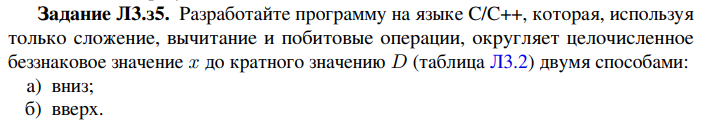 Задание Л3.з5. Разработайте программу на языке C/C++, которая, используя
только сложение, вычитание и побитовые операции, округляет целочисленное
беззнаковое значение x до кратного значению D (таблица Л3.2) двумя способами:
а) вниз;
б) вверх.